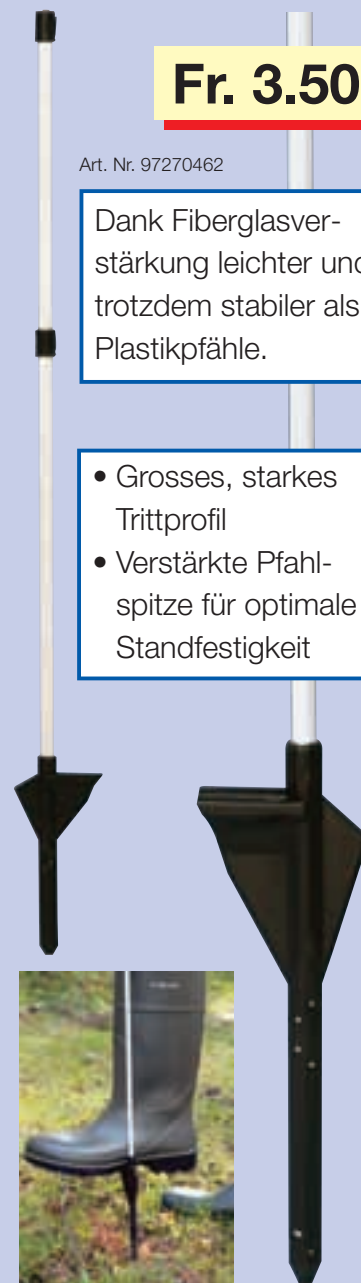 Fr. 3.50
Art. Nr. 97270462
Dank Fiberglasver-
stärkung leichter und
trotzdem stabiler als
Plastikpfähle.
• Grosses, starkes
Trittprofil
• Verstärkte Pfahl-
spitze für optimale
Standfestigkeit